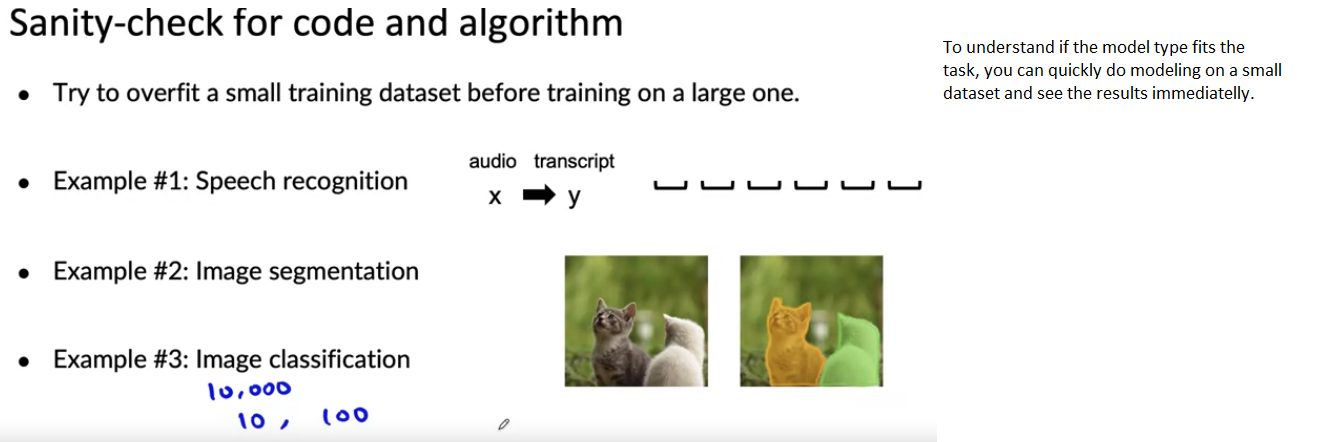 Sanity-check for code and algorithm
• Try to overfit a small training dataset before training on a large one.
• Example #1: Speech recognition
audio transcript
x ➡ y
• Example #2: Image segmentation
• Example #3: Image classification
10,000
10, 100
To understand if the model type fits the
task, you can quickly do modeling on a small
dataset and see the results immediatelly.